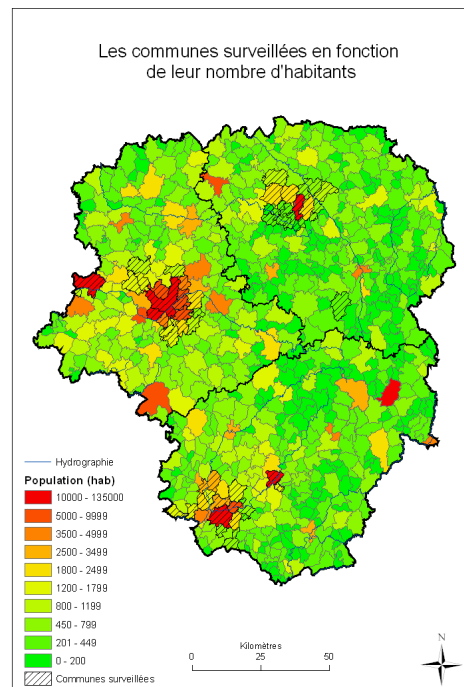 Les communes surveillées en fonction
de leur nombre d'habitants
Hydrographie
Population (hab)
10000 - 135000
5000 - 9999
3500 - 4999
2500 - 3499
1800 - 2499
1200 - 1799
800 - 1199
450 - 799
201 - 449
0 - 200
Communes surveillées
Kilomètres
0 25 50
N